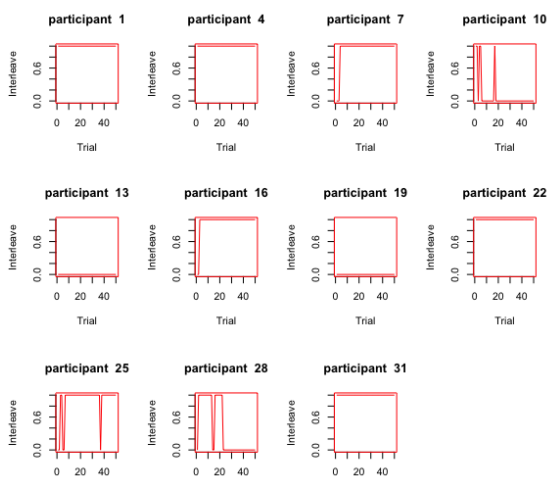 participant 1 participant 4 participant 7 participant 10
Interleave Interleave Interleave Interleave
0.6 0.6 0.6 0.6
0.0 0.0 0.0 0.0
0 20 40 0 20 40 0 20 40 0 20 40
Trial Trial Trial Trial
participant 13 participant 16 participant 19 participant 22
Interleave Interleave Interleave Interleave
0.6 0.6 0.6 0.6
0.0 0.0 0.0 0.0
0 20 40 0 20 40 0 20 40 0 20 40
Trial Trial Trial Trial
participant 25 participant 28 participant 31
Interleave Interleave Interleave
0.6 0.6 0.6
0.0 0.0 0.0
0 20 40 0 20 40 0 20 40